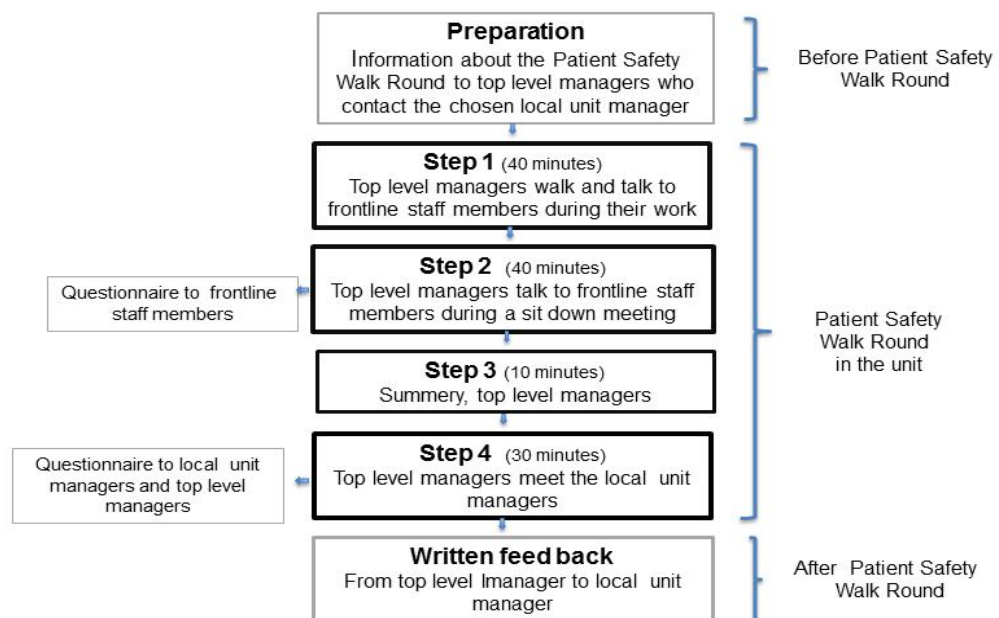 Preparation
Information about the Patient Safety
Walk Round to top level managers who
contact the chosen local unit manager
Before Patient Safety
Walk Round
Step 1 (40 minutes)
Top level managers walk and talk to
frontline staff members during their work
Step 2 (40 minutes)
Top level managers talk to frontline staff
members during a sit down meeting
Questionnaire to frontline
staff members
Patient Safety
Walk Round
in the unit
Step 3 (10 minutes)
Summery, top level managers
Step 4 (30 minutes)
Top level managers meet the local unit
managers
Questionnaire to local unit
managers and top level
managers
Written feed back
From top level lmanager to local unit
manager
After Patient Safety
Walk Round